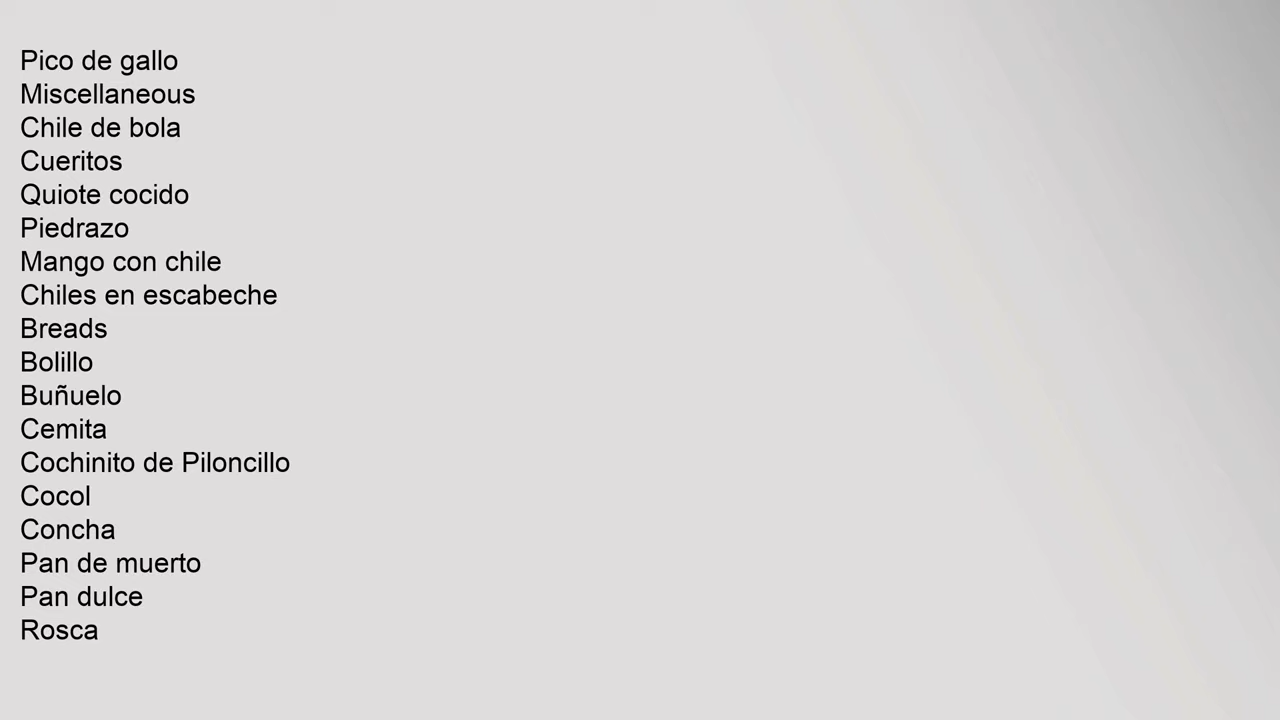 Pico de gallo
Miscellaneous
Chile de bola
Cueritos
Quiote cocido
Piedrazo
Mango con chile
Chiles en escabeche
Breads
Bolillo
Buñuelo
Cemita
Cochinito de Piloncillo
Cocol
Concha
Pan de muerto
Pan dulce
Rosca